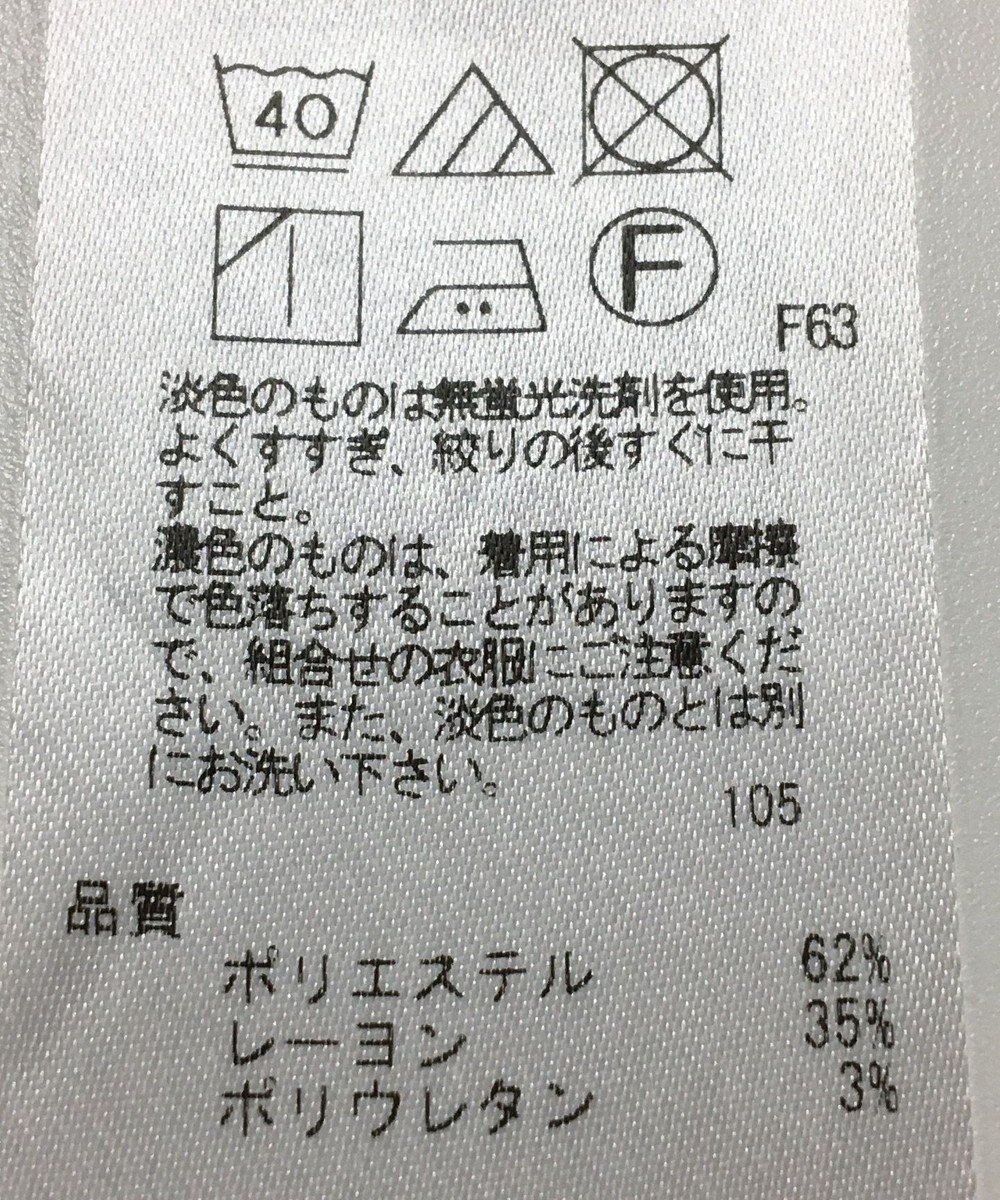 40
F
F63
淡色のものは無蛍光洗剤を使用。
よくすすぎ、絞りの後すぐに干
すこと。
濃色のものは、着用による摩擦
で色落ちすることがありますの
で、組合せの衣服にご注意くだ
さい。また、淡色のものとは別
にお洗い下さい。
105
品質
ポリエステル 62%
レーヨン 35%
ポリウレタン 3%